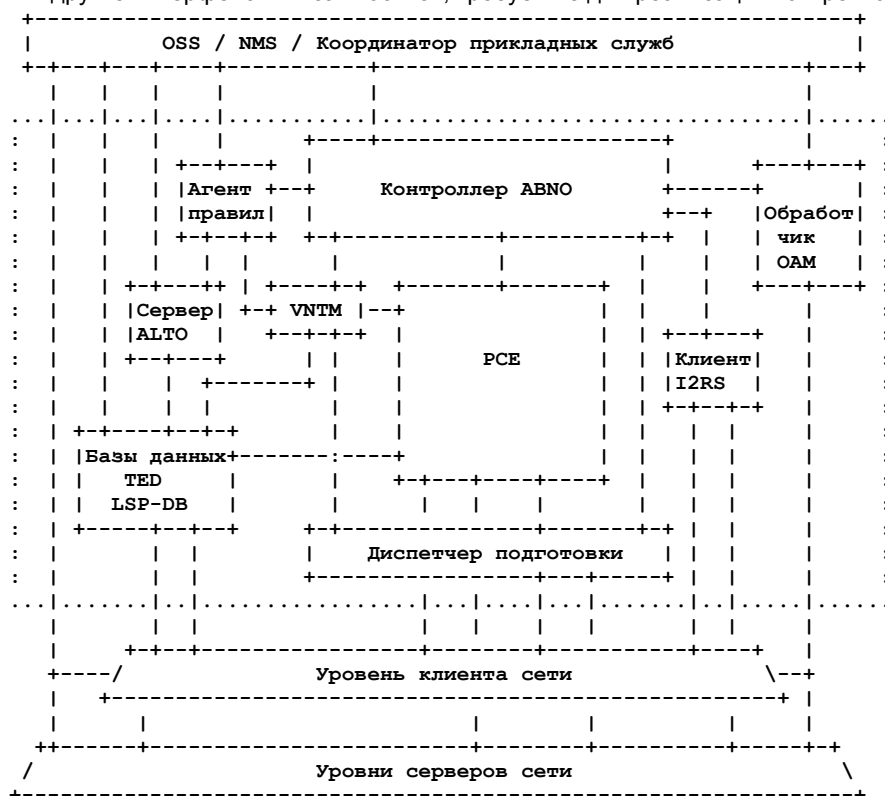 OSS / NMS / Координатор прикладных служб
Агент
Контроллер ABNO
правил
Обработ
чик
OAM
Сервер
VNTM
ALTO
PCE
Клиент
I2RS
Базы данных
TED
LSP-DB
Диспетчер подготовки
Уровень клиента сети
Уровни серверов сети